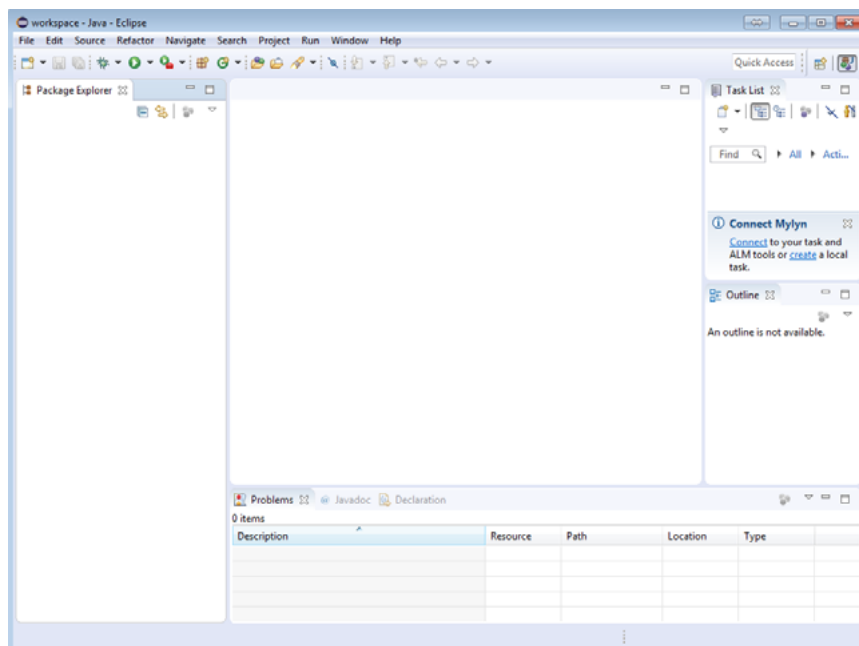 workspace - Java - Eclipse
File Edit Source Refactor Navigate Search Project Run Window Help
Quick Access
Package Explorer
Task List
Find All Acti...
Connect Mylyn
Connect to your task and
ALM tools or create a local
task.
Outline
An outline is not available.
Problems Javadoc Declaration
0 items
Description Resource Path Location Type